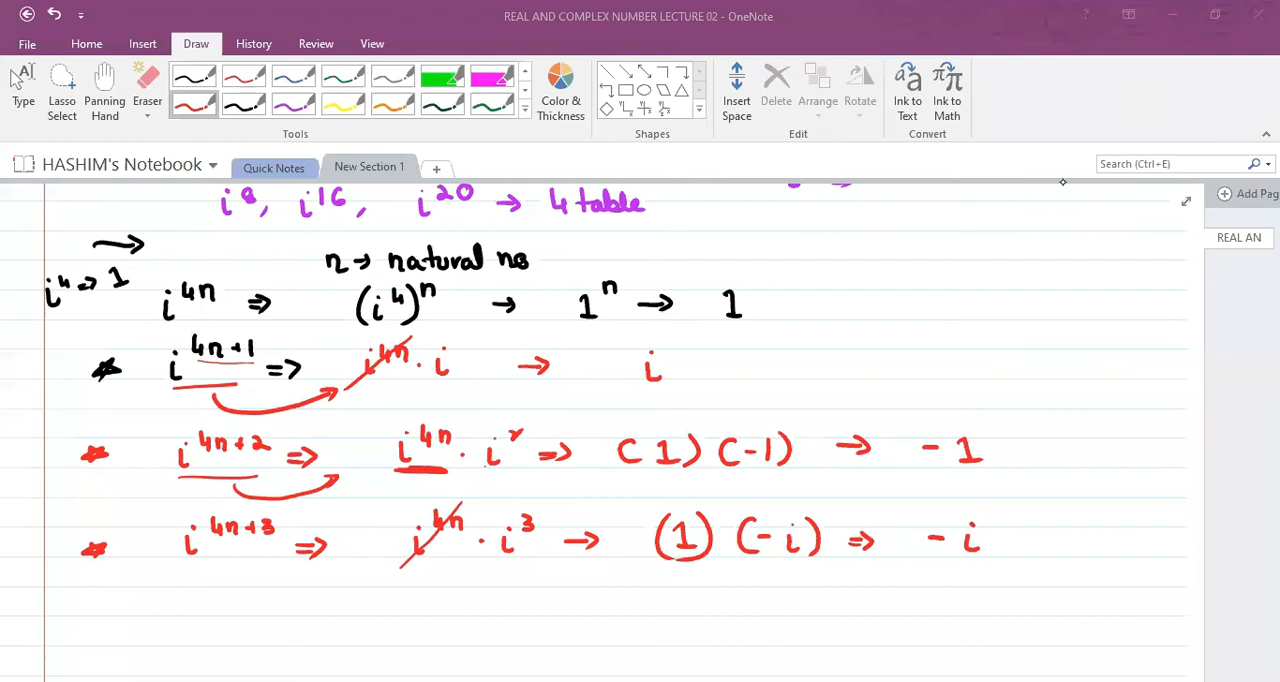 REAL AND COMPLEX NUMBER LECTURE 02 - OneNote
File Home Insert Draw History Review View
Type
Lasso Select
Panning Hand
Eraser
Color & Thickness
Insert Space
Delete
Arrange
Rotate
Ink to Text
Ink to Math
Tools
Shapes
Edit
Convert
HASHIM's Notebook
Quick Notes
New Section 1
Search (Ctrl+E)
Add Pag
REAL AN
i⁸, i¹⁶, i²⁰ → 4 table
n → natural no
i⁴ ⇒ 1
i⁴ⁿ ⇒ (i⁴)ⁿ → 1ⁿ → 1
* i⁴ⁿ⁺¹ ⇒ i⁴ⁿ · i → i
* i⁴ⁿ⁺² ⇒ i⁴ⁿ · i² ⇒ (1) (-1) → -1
* i⁴ⁿ⁺³ ⇒ i⁴ⁿ · i³ → (1) (-i) ⇒ -i